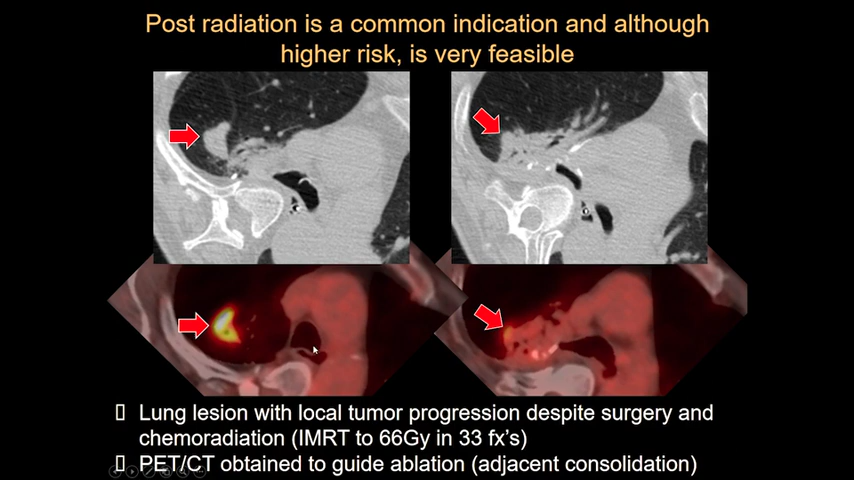 Post radiation is a common indication and although
higher risk, is very feasible
Lung lesion with local tumor progression despite surgery and
chemoradiation (IMRT to 66Gy in 33 fx's)
PET/CT obtained to guide ablation (adjacent consolidation)